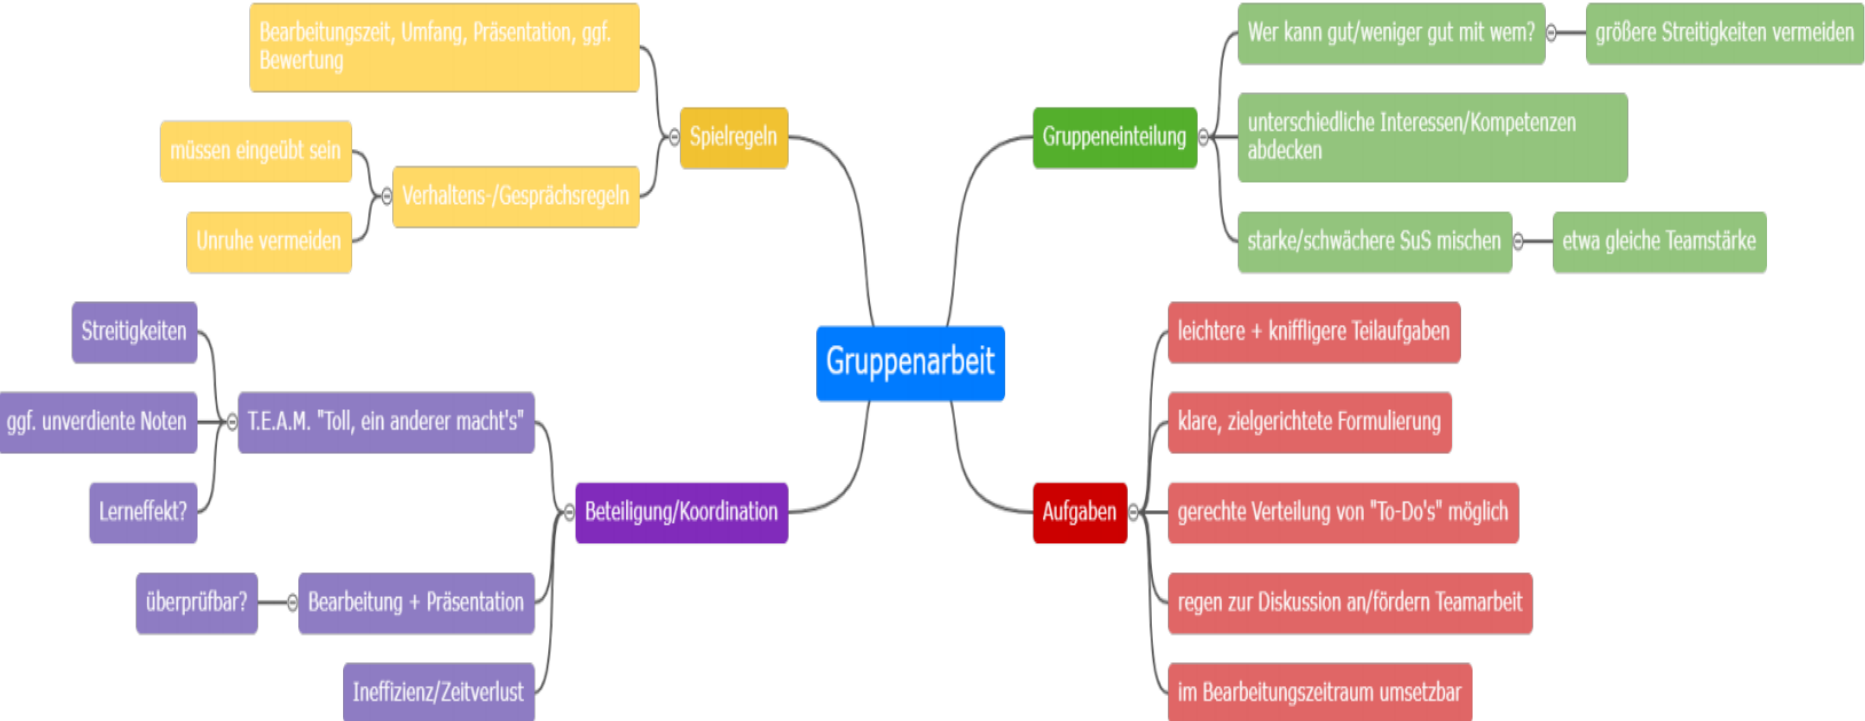 Bearbeitungszeit, Umfang, Präsentation, ggf.
Bewertung
müssen eingeübt sein
Unruhe vermeiden
Verhaltens-/Gesprächsregeln
Spielregeln
Streitigkeiten
ggf. unverdiente Noten
Lerneffekt?
T.E.A.M. "Toll, ein anderer macht's"
überprüfbar?
Bearbeitung + Präsentation
Ineffizienz/Zeitverlust
Beteiligung/Koordination
Gruppenarbeit
Gruppeneinteilung
Wer kann gut/weniger gut mit wem?
größere Streitigkeiten vermeiden
unterschiedliche Interessen/Kompetenzen
abdecken
starke/schwächere SuS mischen
etwa gleiche Teamstärke
Aufgaben
leichtere + kniffligere Teilaufgaben
klare, zielgerichtete Formulierung
gerechte Verteilung von "To-Do's" möglich
regen zur Diskussion an/fördern Teamarbeit
im Bearbeitungszeitraum umsetzbar